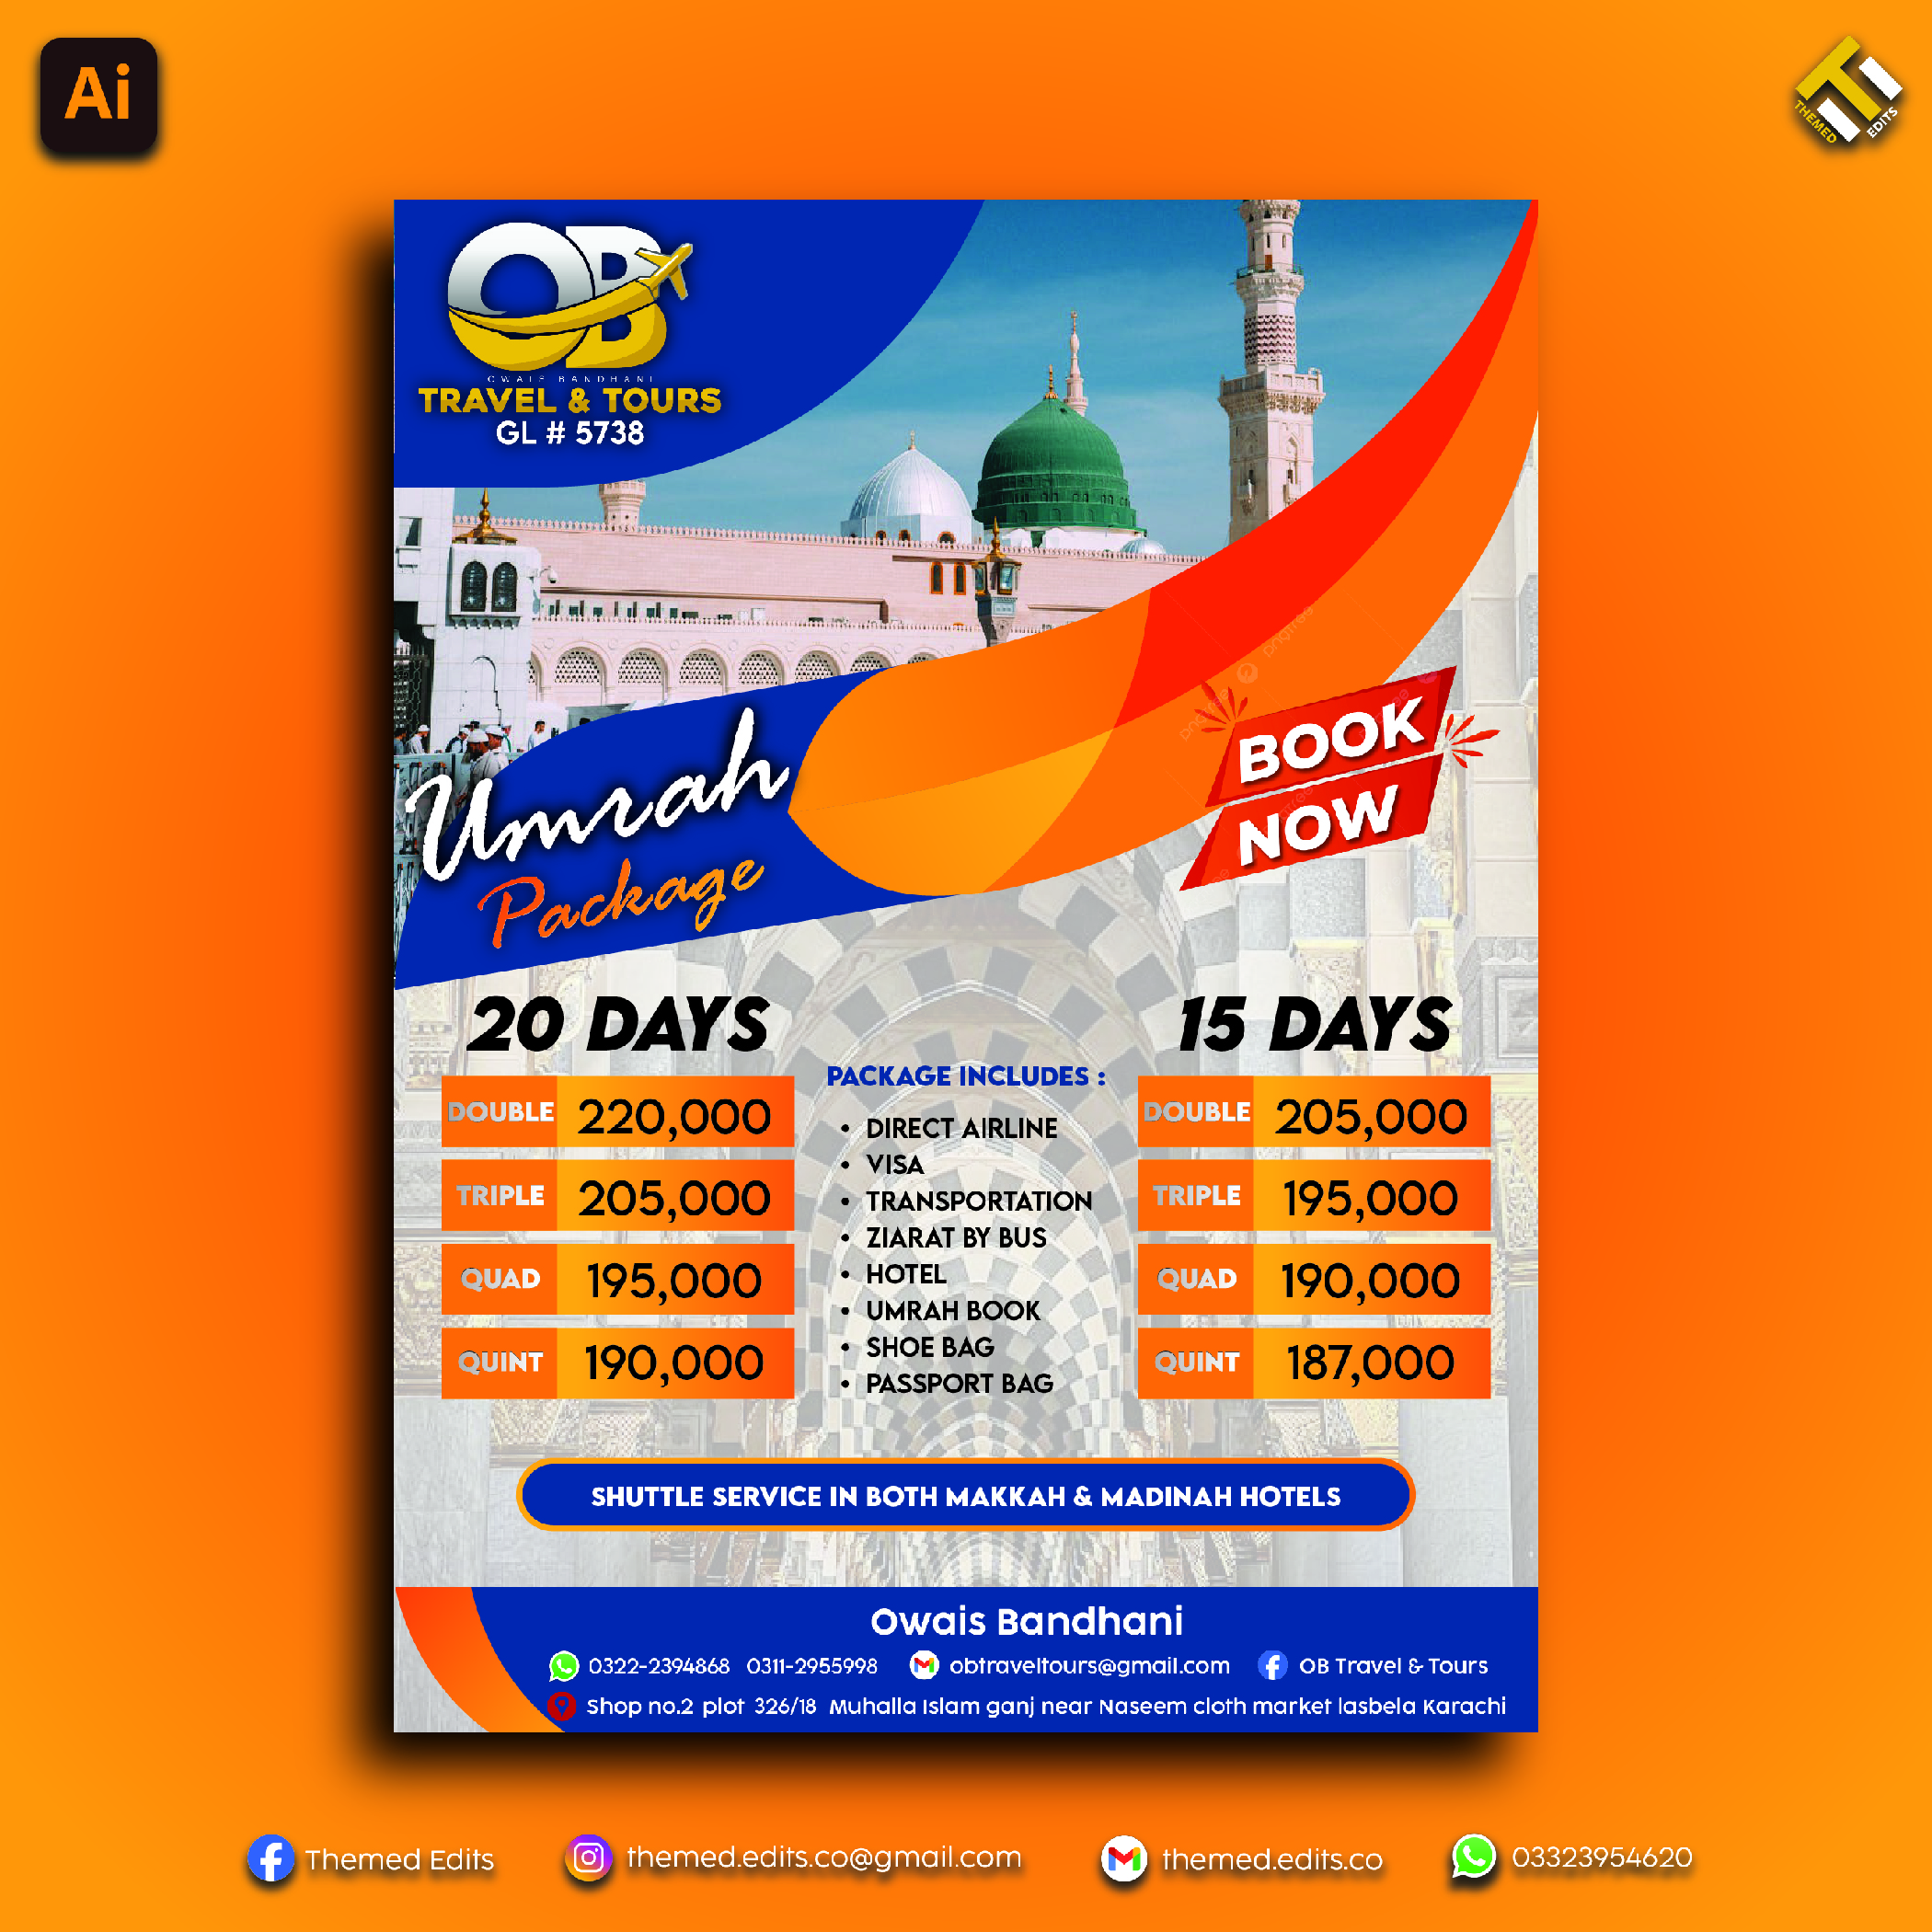 Ai
THEMED
EDITS
OB
OWAIS BANDHANI
TRAVEL & TOURS
GL # 5738
Umrah
Package
BOOK
NOW
20 DAYS
DOUBLE 220,000
TRIPLE 205,000
QUAD 195,000
QUINT 190,000
PACKAGE INCLUDES :
• DIRECT AIRLINE
• VISA
• TRANSPORTATION
• ZIARAT BY BUS
• HOTEL
• UMRAH BOOK
• SHOE BAG
• PASSPORT BAG
15 DAYS
DOUBLE 205,000
TRIPLE 195,000
QUAD 190,000
QUINT 187,000
SHUTTLE SERVICE IN BOTH MAKKAH & MADINAH HOTELS
Owais Bandhani
0322-2394868 0311-2955998 obtraveltours@gmail.com OB Travel & Tours
Shop no.2 plot 326/18 Muhalla Islam ganj near Naseem cloth market lasbela Karachi
Themed Edits themed.edits.co@gmail.com themed.edits.co 03323954620